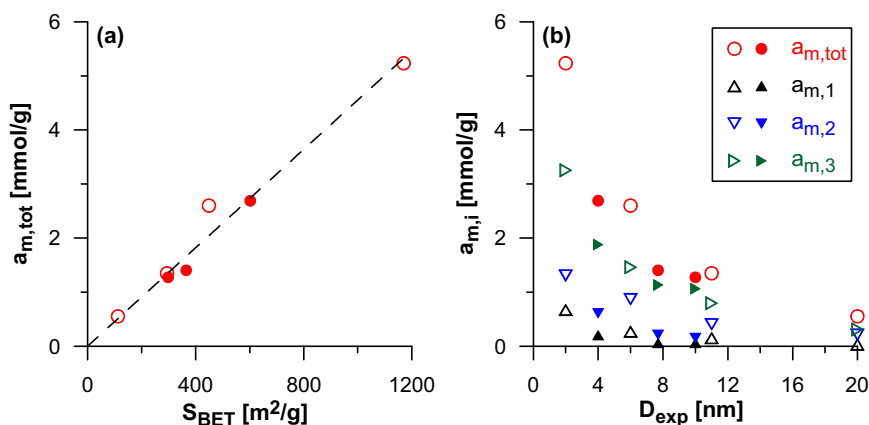 (a)
6
4
2
0
a_m,tot [mmol/g]
0 400 800 1200
S_BET [m²/g]
(b)
6
4
2
0
a_m,i [mmol/g]
0 4 8 12 16 20
D_exp [nm]
a_m,tot
a_m,1
a_m,2
a_m,3